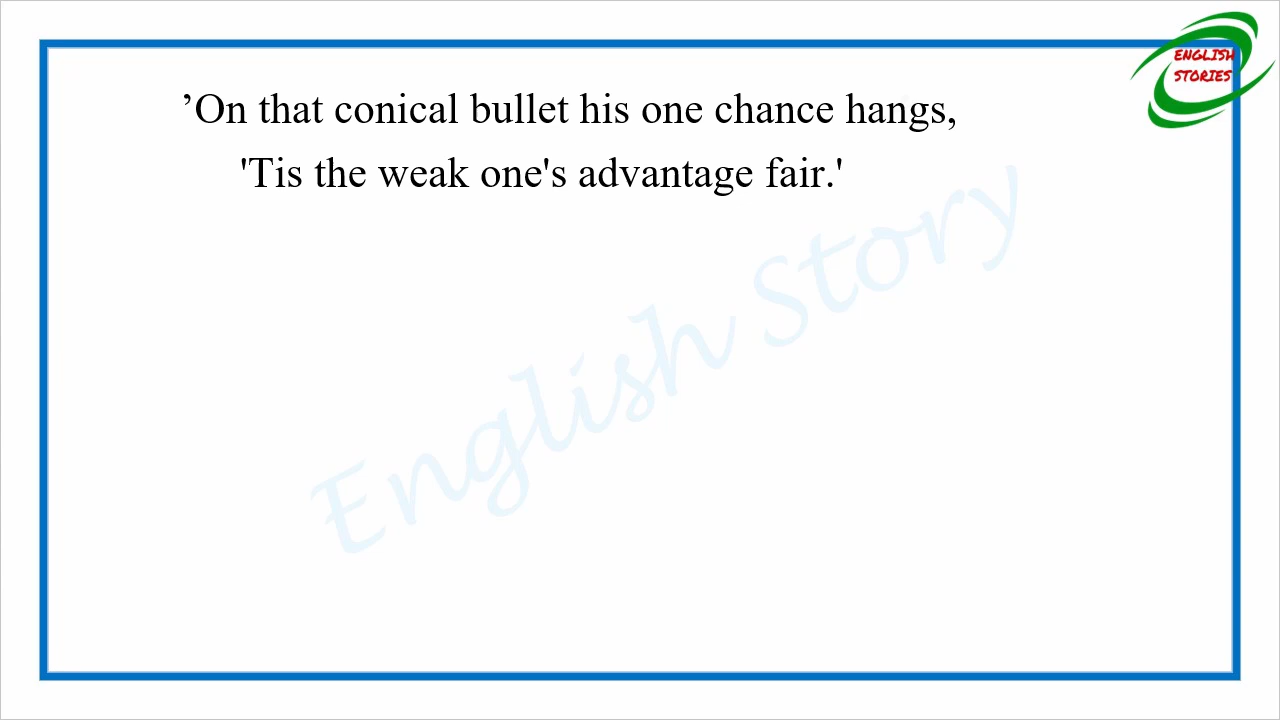 ENGLISH
STORIES
’On that conical bullet his one chance hangs,
'Tis the weak one's advantage fair.'
English Story